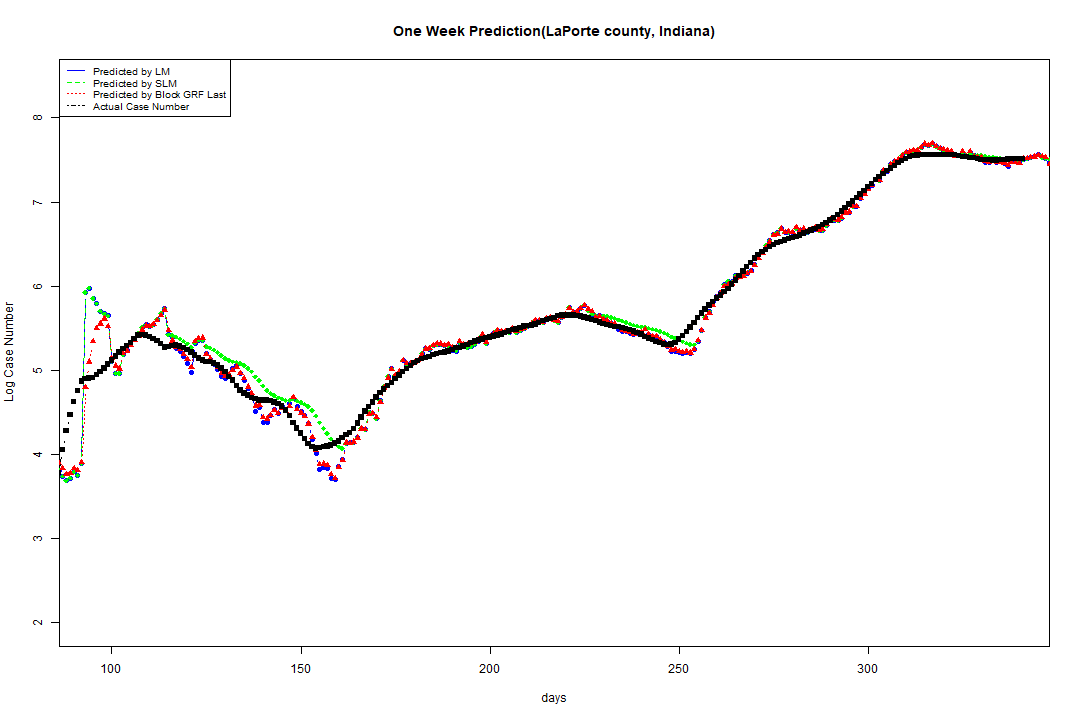 One Week Prediction(LaPorte county, Indiana)
Predicted by LM
Predicted by SLM
Predicted by Block GRF Last
Actual Case Number
8
7
6
5
4
3
2
Log Case Number
100 150 200 250 300
days